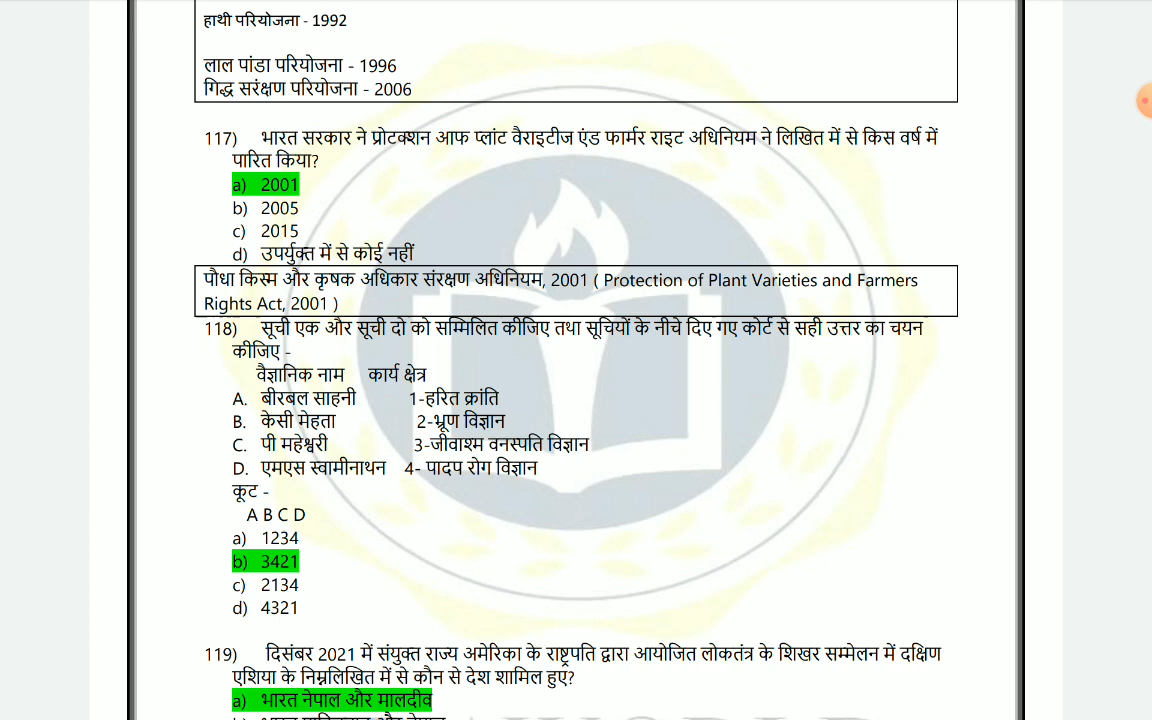 हाथी परियोजना - 1992
लाल पांडा परियोजना - 1996
गिद्ध सरंक्षण परियोजना - 2006
117) भारत सरकार ने प्रोटक्शन आफ प्लांट वैराइटीज एंड फार्मर राइट अधिनियम ने लिखित में से किस वर्ष में
पारित किया?
a) 2001
b) 2005
c) 2015
d) उपर्युक्त में से कोई नहीं
पौधा किस्म और कृषक अधिकार संरक्षण अधिनियम, 2001 ( Protection of Plant Varieties and Farmers
Rights Act, 2001 )
118) सूची एक और सूची दो को सम्मिलित कीजिए तथा सूचियों के नीचे दिए गए कोर्ट से सही उत्तर का चयन
कीजिए -
वैज्ञानिक नाम कार्य क्षेत्र
A. बीरबल साहनी 1-हरित क्रांति
B. केसी मेहता 2-भ्रूण विज्ञान
C. पी महेश्वरी 3-जीवाश्म वनस्पति विज्ञान
D. एमएस स्वामीनाथन 4- पादप रोग विज्ञान
कूट -
A B C D
a) 1234
b) 3421
c) 2134
d) 4321
119) दिसंबर 2021 में संयुक्त राज्य अमेरिका के राष्ट्रपति द्वारा आयोजित लोकतंत्र के शिखर सम्मेलन में दक्षिण
एशिया के निम्नलिखित में से कौन से देश शामिल हुए?
a) भारत नेपाल और मालदीव